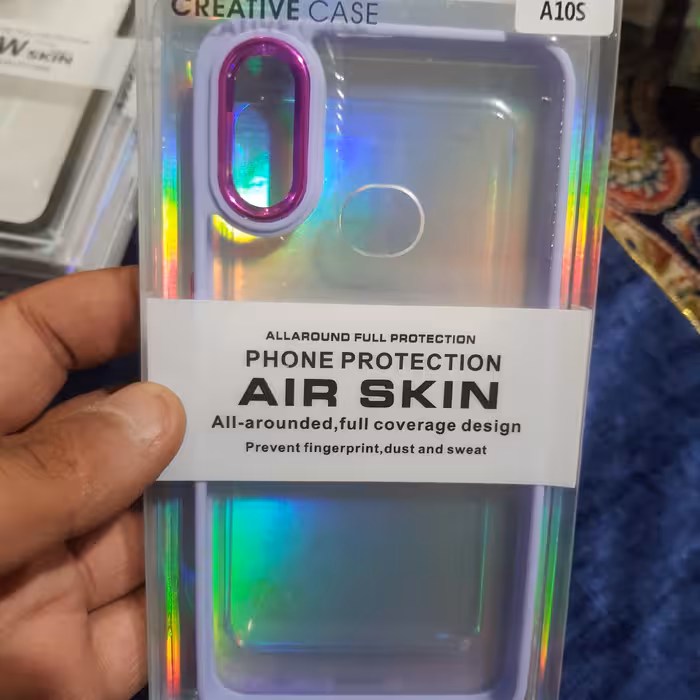 CREATIVE CASE
A10S
W SKIN
ALLAROUND FULL PROTECTION
PHONE PROTECTION
AIR SKIN
All-arounded,full coverage design
Prevent fingerprint,dust and sweat